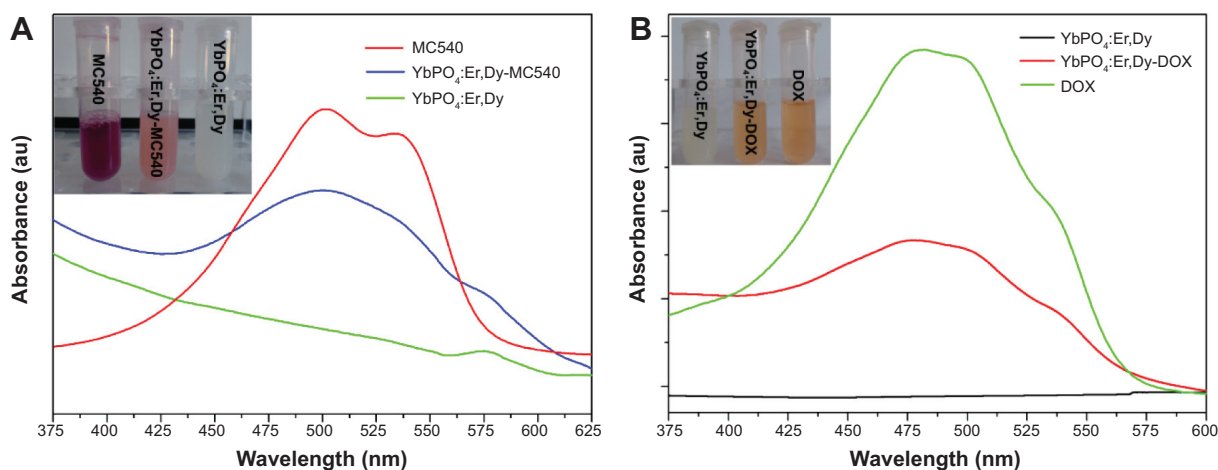 A
MC540
YbPO₄:Er,Dy-MC540
YbPO₄:Er,Dy
MC540
YbPO₄:Er,Dy-MC540
YbPO₄:Er,Dy
Absorbance (au)
375 400 425 450 475 500 525 550 575 600 625
Wavelength (nm)
B
YbPO₄:Er,Dy
YbPO₄:Er,Dy-DOX
DOX
YbPO₄:Er,Dy
YbPO₄:Er,Dy-DOX
DOX
Absorbance (au)
375 400 425 450 475 500 525 550 575 600
Wavelength (nm)